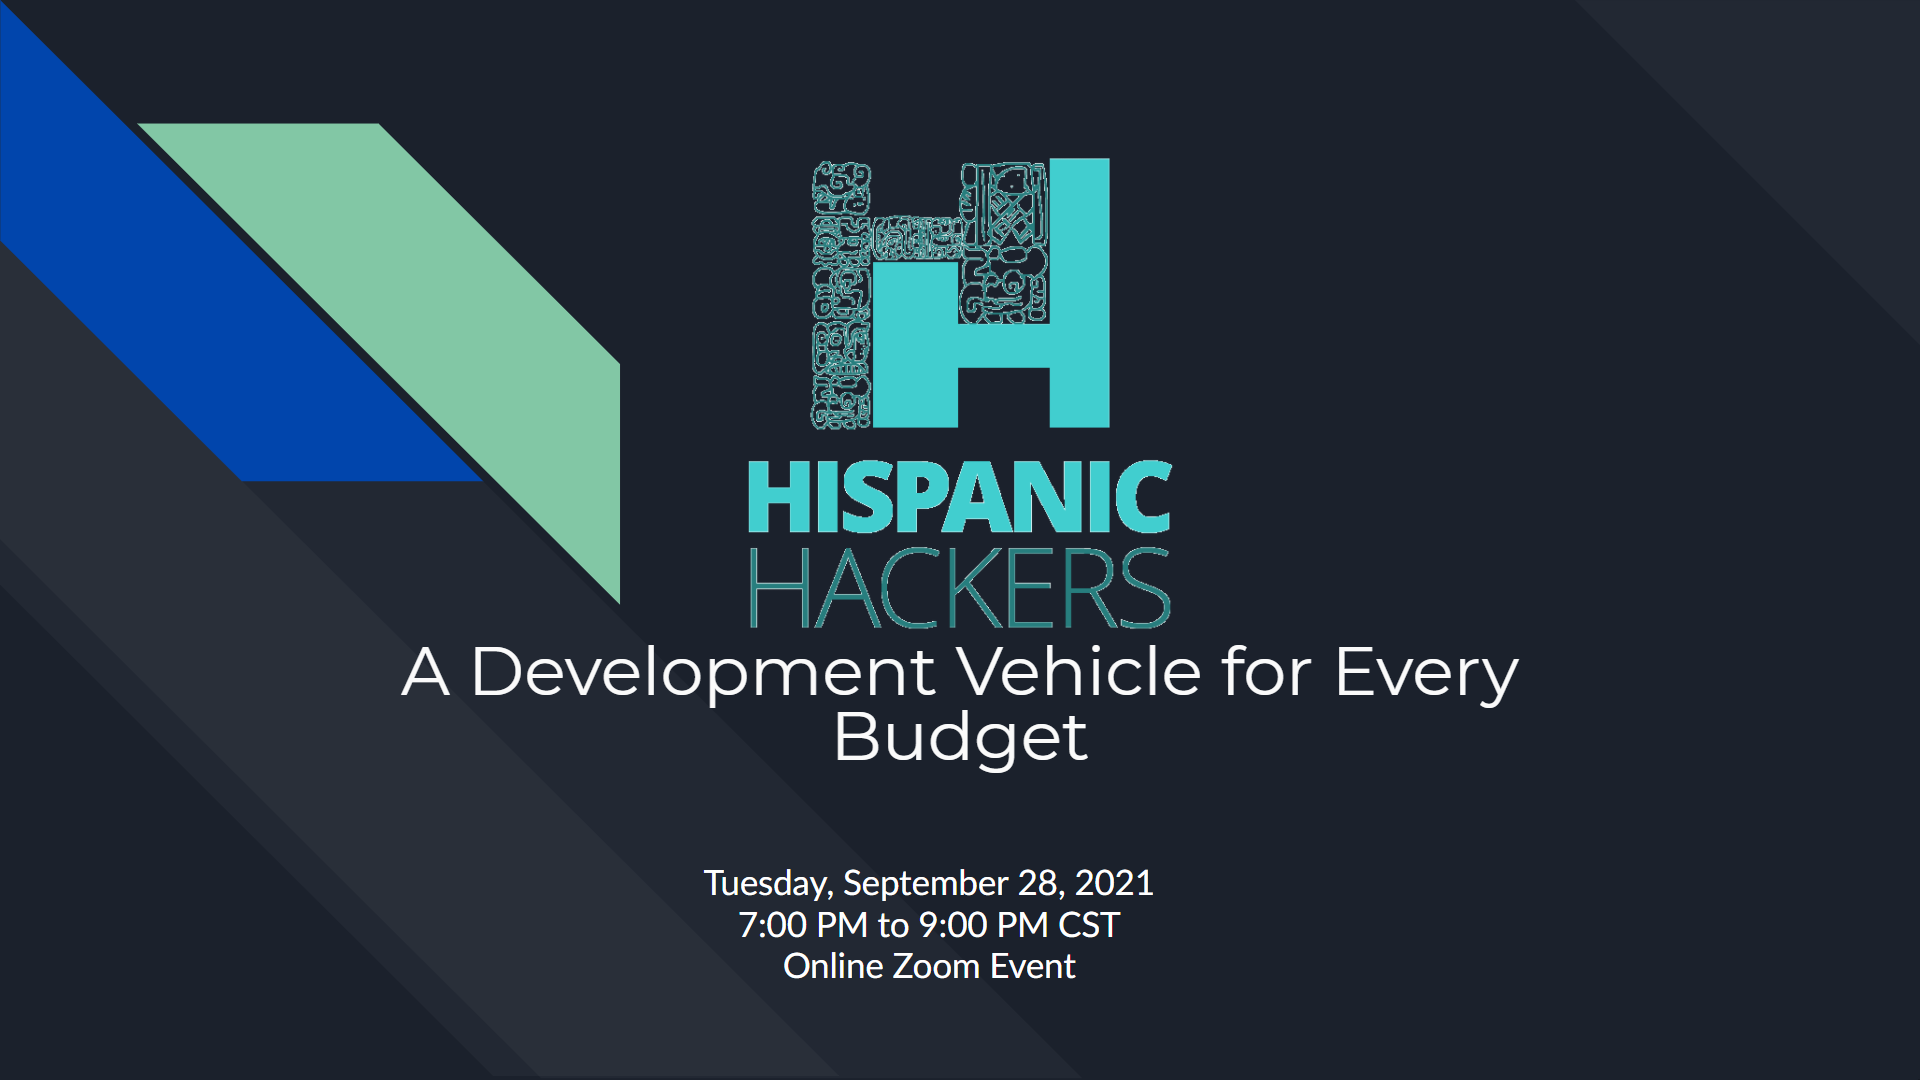 HISPANIC
HACKERS
A Development Vehicle for Every
Budget
Tuesday, September 28, 2021
7:00 PM to 9:00 PM CST
Online Zoom Event